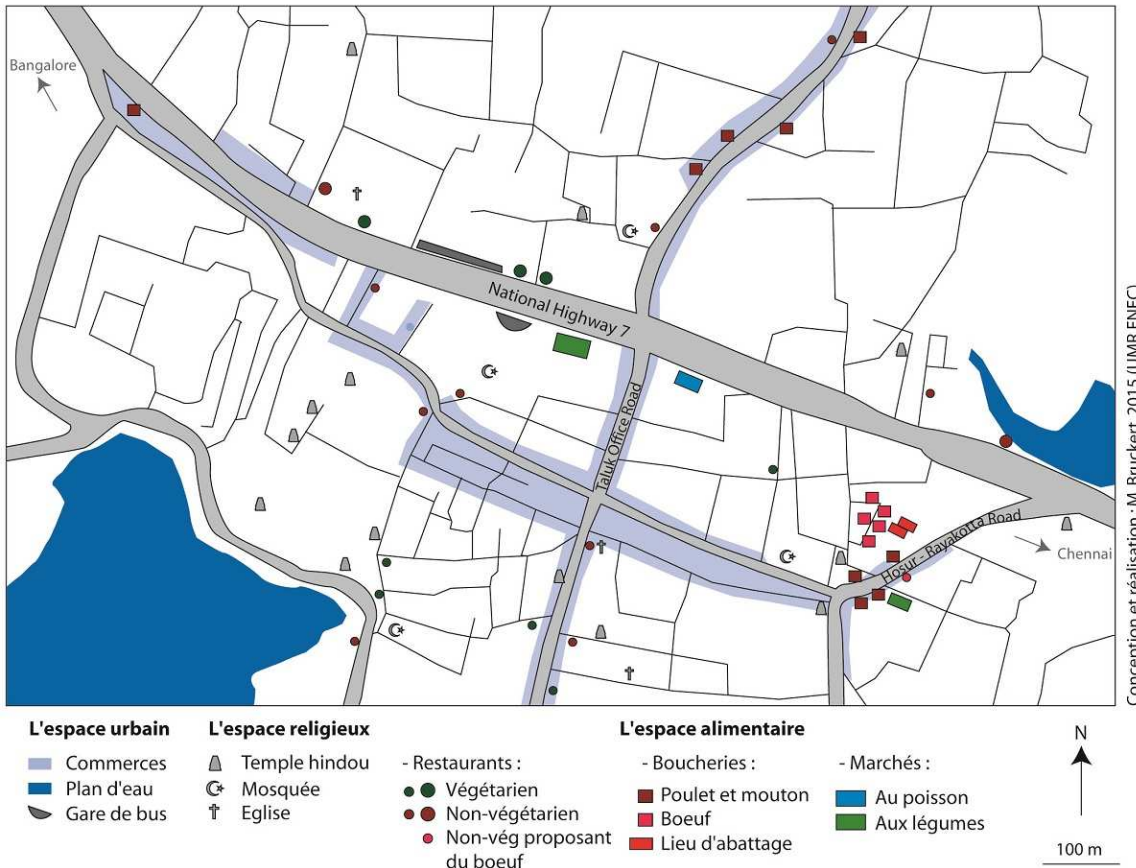 Bangalore
National Highway 7
Taluk Office Road
Hosur - Rayakotta Road
Chennai
Conception et réalisation : M. Bruckert, 2015 (UMR ENEC)
L'espace urbain
Commerces
Plan d'eau
Gare de bus
L'espace religieux
Temple hindou
Mosquée
Eglise
L'espace alimentaire
- Restaurants :
Végétarien
Non-végétarien
Non-vég proposant
du boeuf
- Boucheries :
Poulet et mouton
Boeuf
Lieu d'abattage
- Marchés :
Au poisson
Aux légumes
N
100 m